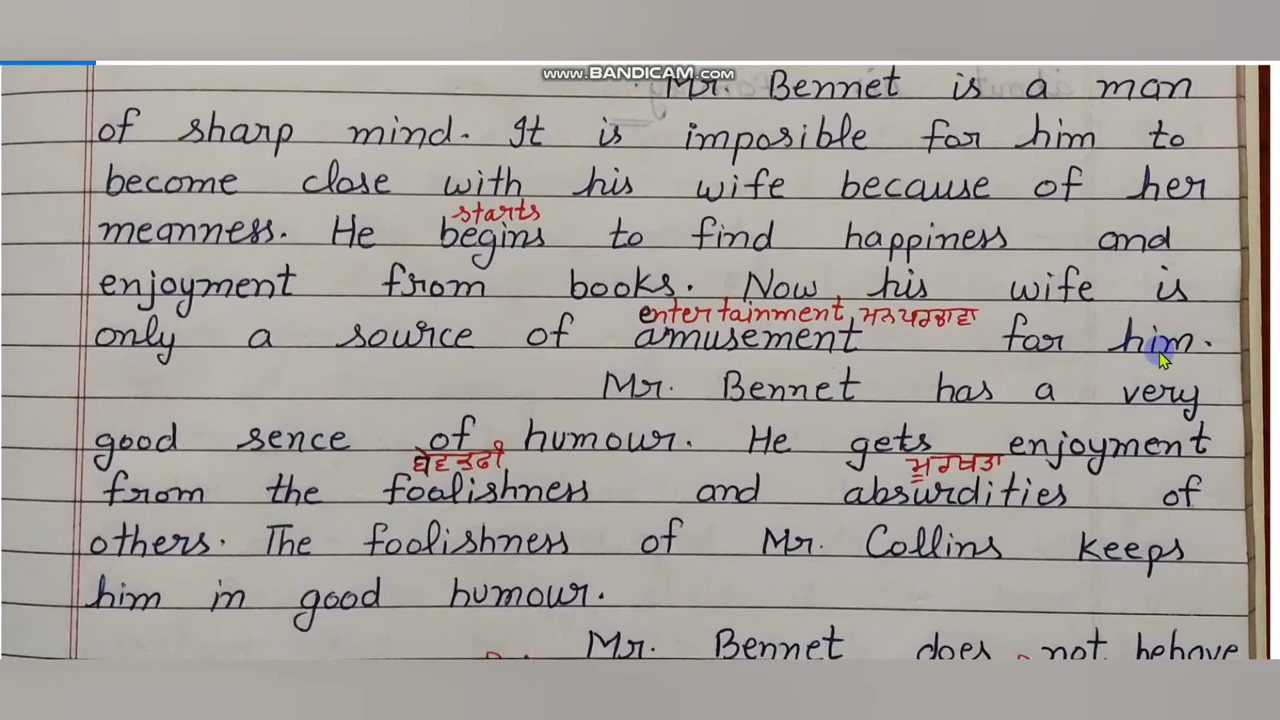 www.BANDICAM.com
Mr. Bennet is a man
of sharp mind. It is imposible for him to
become close with his wife because of her
starts
meanness. He begins to find happiness and
enjoyment from books. Now his wife is
entertainment, ਮਨਪਰਚਾਵਾ
only a source of amusement for him.
Mr. Bennet has a very
good sence of humour. He gets enjoyment
ਬੇਵਕੂਫੀ ਮੂਰਖਤਾ
from the foolishness and absurdities of
others. The foolishness of Mr. Collins keeps
him in good humour.
Mr. Bennet does not behave